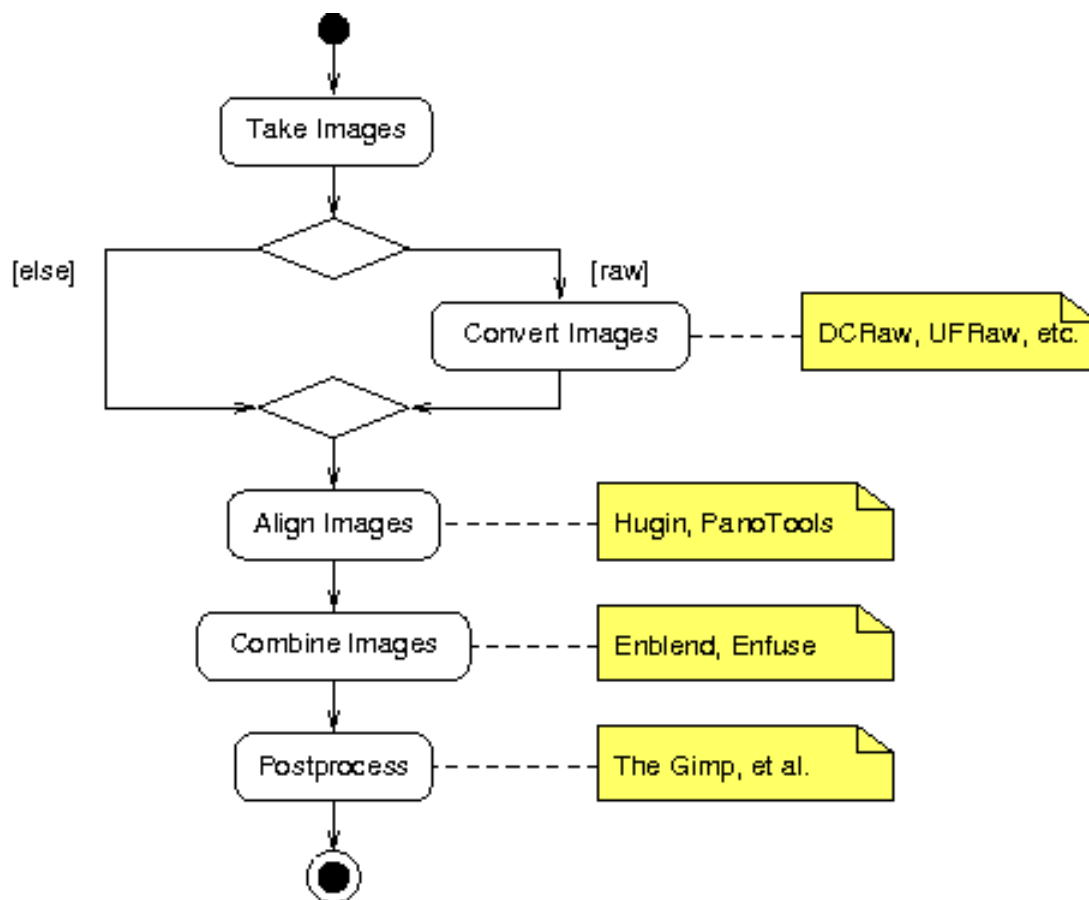 Take Images
[else]
[raw]
Convert Images
DCRaw, UFRaw, etc.
Align Images
Hugin, PanoTools
Combine Images
Enblend, Enfuse
Postprocess
The Gimp, et al.